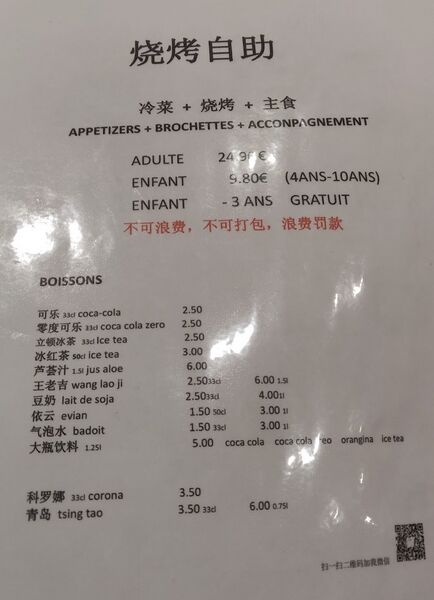 烧烤自助
冷菜 + 烧烤 + 主食
APPETIZERS + BROCHETTES + ACCONPAGNEMENT
ADULTE 24.9 €
ENFANT 9.80€ (4ANS-10ANS)
ENFANT - 3 ANS GRATUIT
不可浪费，不可打包，浪费罚款
BOISSONS
可乐 33cl coca-cola 2.50
零度可乐 33cl coca cola zero 2.50
立顿冰茶 33cl Ice tea 2.50
冰红茶 50cl ice tea 3.00
芦荟汁 1.5l jus aloe 6.00
王老吉 wang lao ji 2.50 33cl 6.00 1.5l
豆奶 lait de soja 2.50 33cl 4.00 1l
依云 evian 1.50 50cl 3.00 1l
气泡水 badoit 1.50 33cl 3.00 1l
大瓶饮料 1.25l 5.00 coca cola coca cola orangina ice tea
科罗娜 33cl corona 3.50
青岛 tsing tao 3.50 33cl 6.00 0.75l
扫一扫二维码加我微信